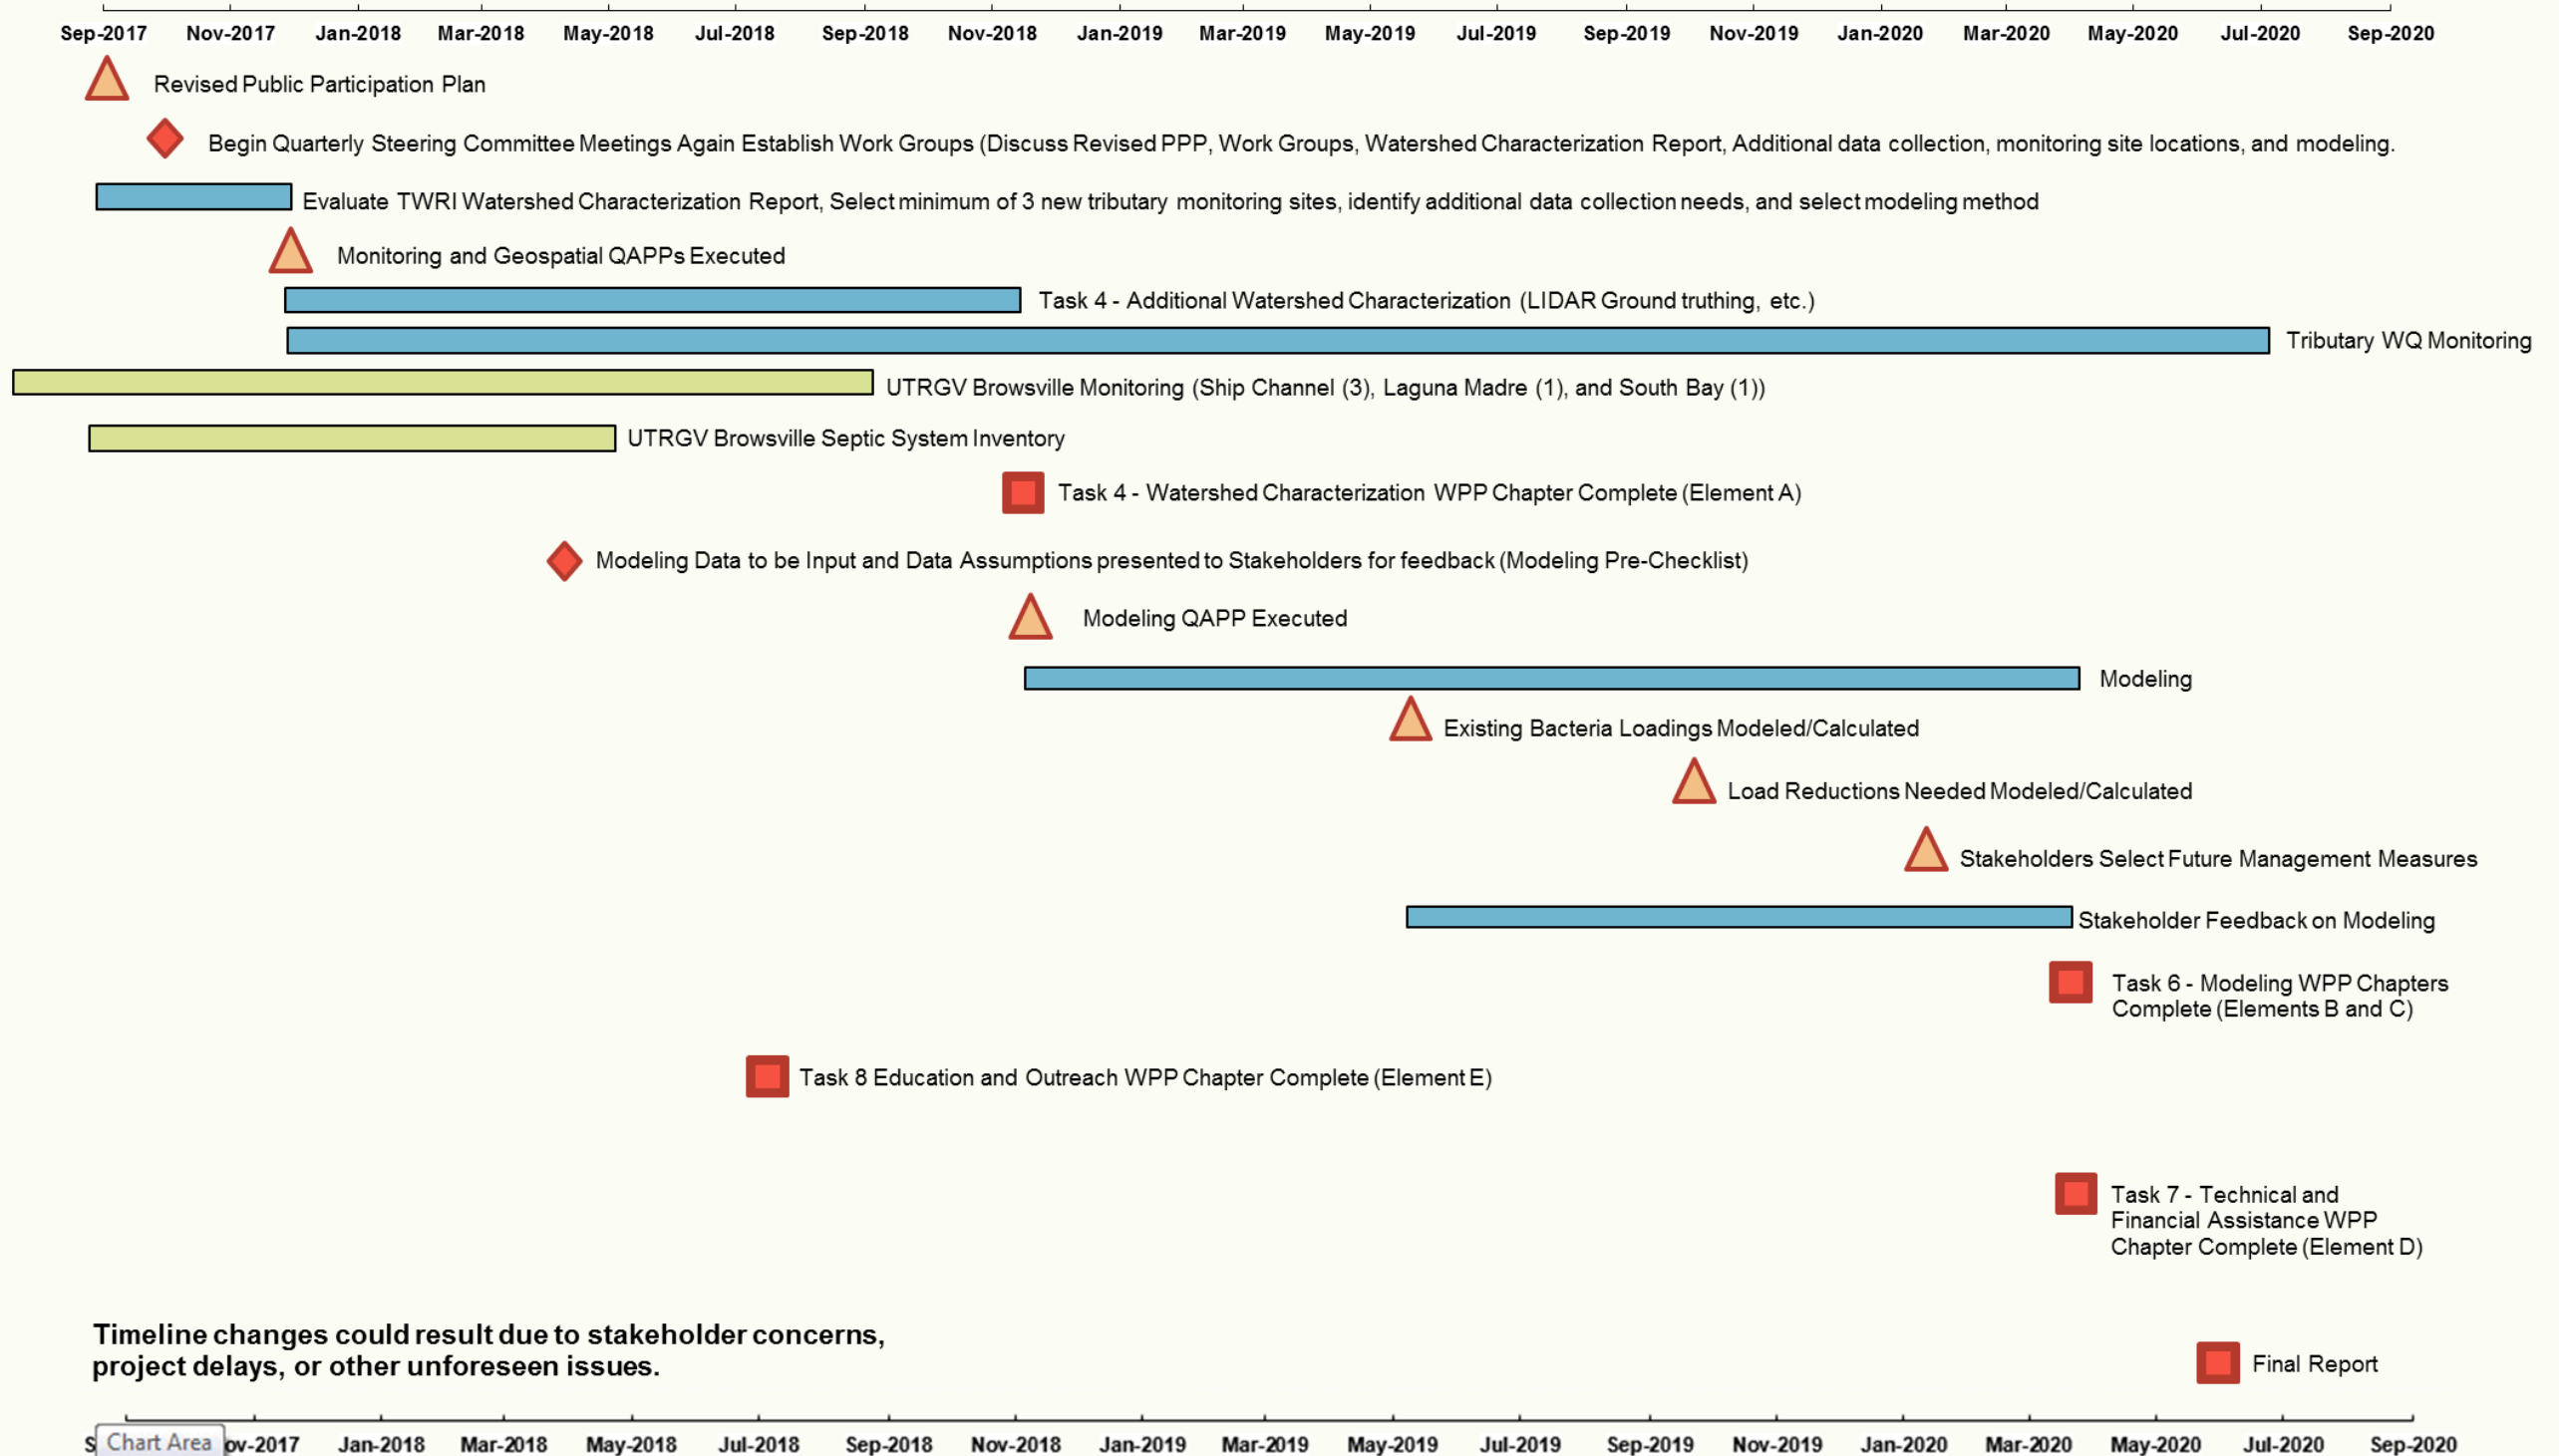 Sep-2017 Nov-2017 Jan-2018 Mar-2018 May-2018 Jul-2018 Sep-2018 Nov-2018 Jan-2019 Mar-2019 May-2019 Jul-2019 Sep-2019 Nov-2019 Jan-2020 Mar-2020 May-2020 Jul-2020 Sep-2020
Revised Public Participation Plan
Begin Quarterly Steering Committee Meetings Again Establish Work Groups (Discuss Revised PPP, Work Groups, Watershed Characterization Report, Additional data collection, monitoring site locations, and modeling.
Evaluate TWRI Watershed Characterization Report, Select minimum of 3 new tributary monitoring sites, identify additional data collection needs, and select modeling method
Monitoring and Geospatial QAPPs Executed
Task 4 - Additional Watershed Characterization (LIDAR Ground truthing, etc.)
Tributary WQ Monitoring
UTRGV Browsville Monitoring (Ship Channel (3), Laguna Madre (1), and South Bay (1))
UTRGV Browsville Septic System Inventory
Task 4 - Watershed Characterization WPP Chapter Complete (Element A)
Modeling Data to be Input and Data Assumptions presented to Stakeholders for feedback (Modeling Pre-Checklist)
Modeling QAPP Executed
Modeling
Existing Bacteria Loadings Modeled/Calculated
Load Reductions Needed Modeled/Calculated
Stakeholders Select Future Management Measures
Stakeholder Feedback on Modeling
Task 6 - Modeling WPP Chapters
Complete (Elements B and C)
Task 8 Education and Outreach WPP Chapter Complete (Element E)
Task 7 - Technical and
Financial Assistance WPP
Chapter Complete (Element D)
Timeline changes could result due to stakeholder concerns,
project delays, or other unforeseen issues.
Final Report
S Chart Area ov-2017 Jan-2018 Mar-2018 May-2018 Jul-2018 Sep-2018 Nov-2018 Jan-2019 Mar-2019 May-2019 Jul-2019 Sep-2019 Nov-2019 Jan-2020 Mar-2020 May-2020 Jul-2020 Sep-2020